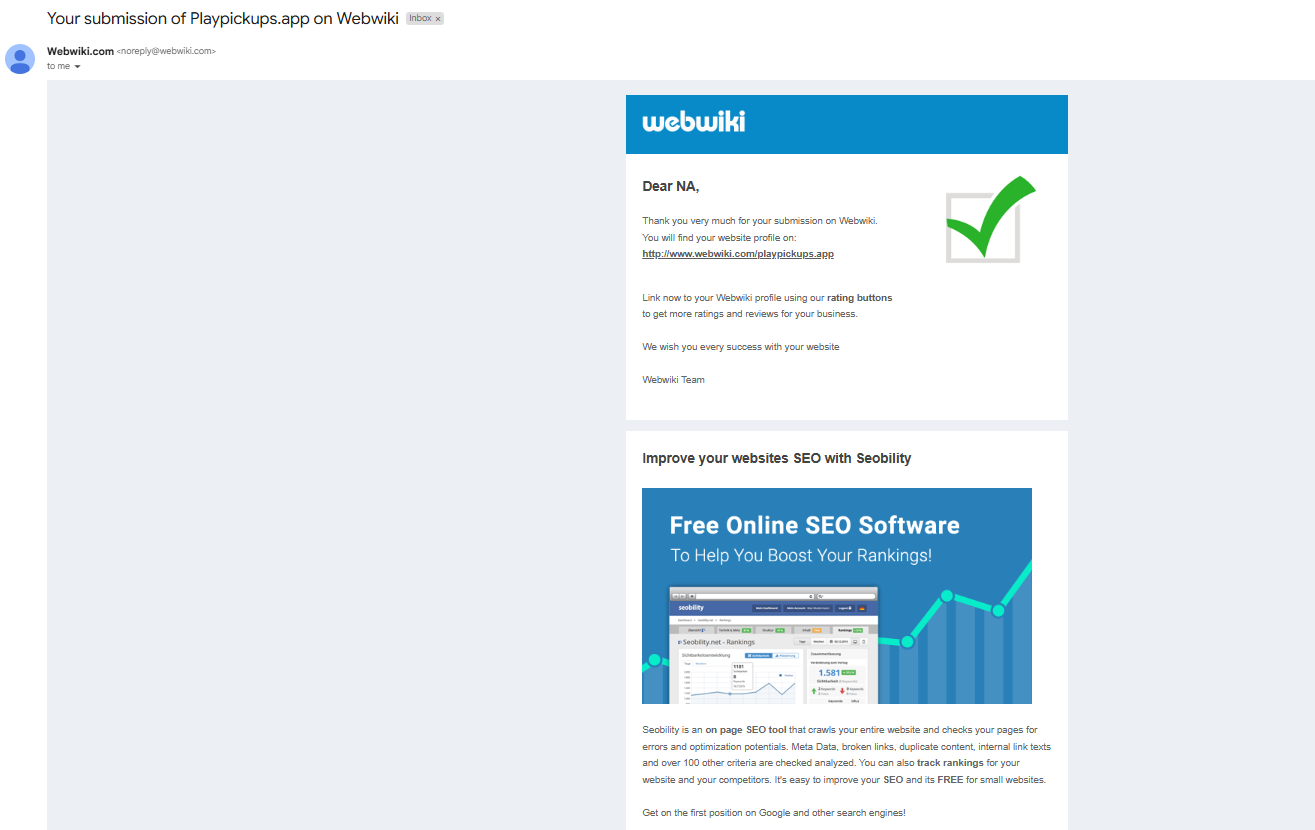 Your submission of Playpickups.app on Webwiki Inbox x
Webwiki.com <noreply@webwiki.com>
to me
webwiki
Dear NA,
Thank you very much for your submission on Webwiki.
You will find your website profile on:
http://www.webwiki.com/playpickups.app
Link now to your Webwiki profile using our rating buttons
to get more ratings and reviews for your business.
We wish you every success with your website
Webwiki Team
Improve your websites SEO with Seobility
Free Online SEO Software
To Help You Boost Your Rankings!
seobility
Seobility.net - Rankings
1.581
Seobility is an on page SEO tool that crawls your entire website and checks your pages for
errors and optimization potentials. Meta Data, broken links, duplicate content, internal link texts
and over 100 other criteria are checked analyzed. You can also track rankings for your
website and your competitors. It's easy to improve your SEO and its FREE for small websites.
Get on the first position on Google and other search engines!